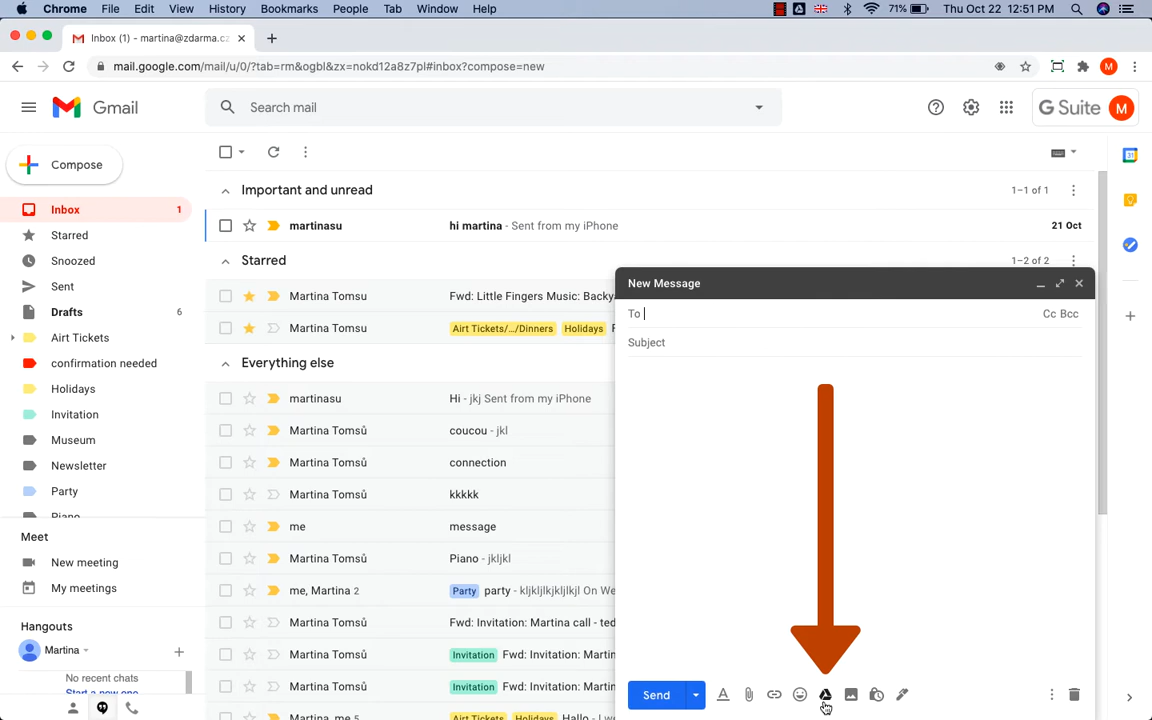 Chrome File Edit View History Bookmarks People Tab Window Help 71% Thu Oct 22 12:51 PM
Inbox (1) - martina@zdarma.cz
mail.google.com/mail/u/0/?tab=rm&ogbl&zx=nokd12a8z7pl#inbox?compose=new M
Gmail Search mail G Suite M
Compose
Important and unread 1–1 of 1
Inbox 1
martinasu hi martina - Sent from my iPhone 21 Oct
Starred
Starred 1–2 of 2
Snoozed
Sent
New Message
Martina Tomsu Fwd: Little Fingers Music: Backy
Drafts 6
To Cc Bcc
Martina Tomsu Airt Tickets/.../Dinners Holidays
Airt Tickets
Subject
confirmation needed
Everything else
Holidays
martinasu Hi - jkj Sent from my iPhone
Invitation
Martina Tomsů coucou - jkl
Museum
Martina Tomsů connection
Newsletter
Party
Martina Tomsů kkkkk
Piano
me message
Meet
New meeting
Martina Tomsů Piano - jkljkl
My meetings
me, Martina 2 Party party - kljkljlkjkljlkjl On We
Hangouts
Martina Tomsů Fwd: Invitation: Martina call - ted
Martina
Martina Tomsů Invitation Fwd: Invitation: Martin
No recent chats
Start a new one
Martina Tomsů Invitation Fwd: Invitation: Martin
Send
Martina, me 5 Hallo